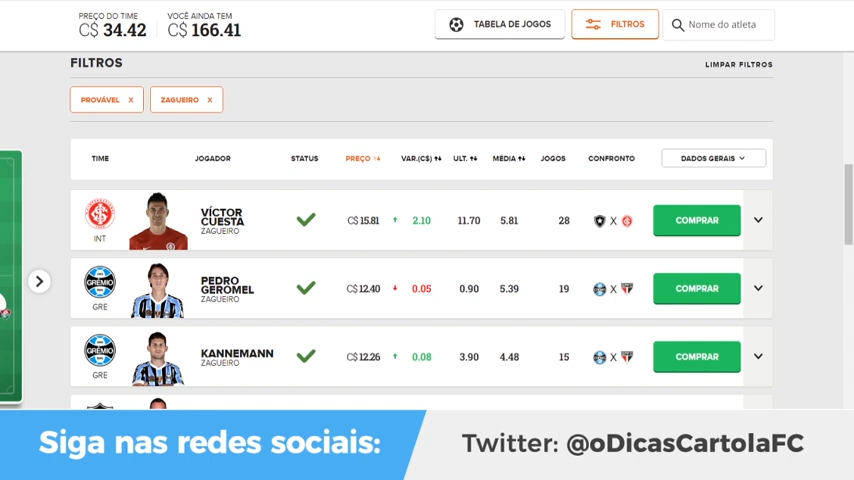 PREÇO DO TIME
C$ 34.42
VOCÊ AINDA TEM
C$ 166.41
TABELA DE JOGOS
FILTROS
Nome do atleta
FILTROS
LIMPAR FILTROS
PROVÁVEL X
ZAGUEIRO X
TIME JOGADOR STATUS PREÇO VAR.(C$) ULT. MÉDIA JOGOS CONFRONTO DADOS GERAIS
INT
VÍCTOR CUESTA
ZAGUEIRO
C$ 15.81 2.10 11.70 5.81 28 X COMPRAR
GRE
PEDRO GEROMEL
ZAGUEIRO
C$ 12.40 0.05 0.90 5.39 19 X COMPRAR
GRE
KANNEMANN
ZAGUEIRO
C$ 12.26 0.08 3.90 4.48 15 X COMPRAR
Siga nas redes sociais: Twitter: @oDicasCartolaFC